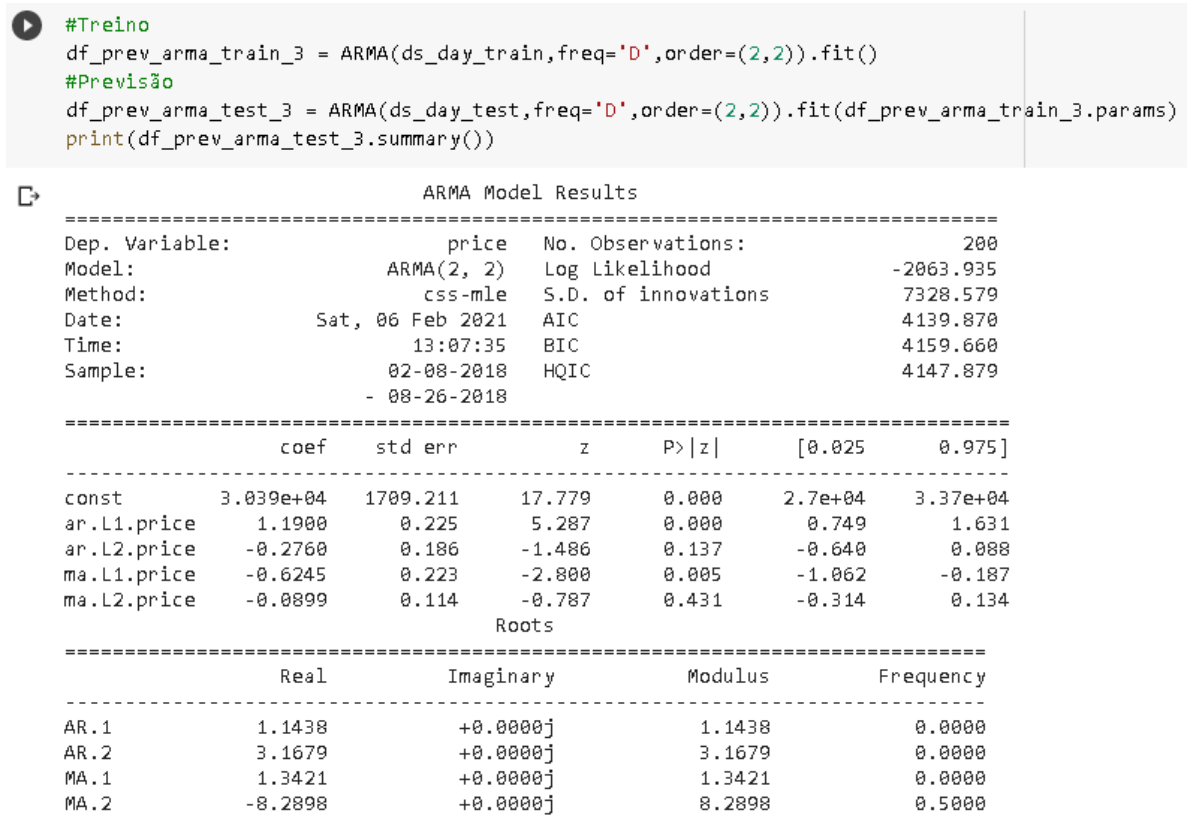 #Treino
df_prev_arma_train_3 = ARMA(ds_day_train,freq='D',order=(2,2)).fit()
#Previsão
df_prev_arma_test_3 = ARMA(ds_day_test,freq='D',order=(2,2)).fit(df_prev_arma_train_3.params)
print(df_prev_arma_test_3.summary())
ARMA Model Results
==============================================================================
Dep. Variable: price No. Observations: 200
Model: ARMA(2, 2) Log Likelihood -2063.935
Method: css-mle S.D. of innovations 7328.579
Date: Sat, 06 Feb 2021 AIC 4139.870
Time: 13:07:35 BIC 4159.660
Sample: 02-08-2018 HQIC 4147.879
- 08-26-2018
===============================================================================
coef std err z P>|z| [0.025 0.975]
-------------------------------------------------------------------------------
const 3.039e+04 1709.211 17.779 0.000 2.7e+04 3.37e+04
ar.L1.price 1.1900 0.225 5.287 0.000 0.749 1.631
ar.L2.price -0.2760 0.186 -1.486 0.137 -0.640 0.088
ma.L1.price -0.6245 0.223 -2.800 0.005 -1.062 -0.187
ma.L2.price -0.0899 0.114 -0.787 0.431 -0.314 0.134
Roots
=============================================================================
Real Imaginary Modulus Frequency
-----------------------------------------------------------------------------
AR.1 1.1438 +0.0000j 1.1438 0.0000
AR.2 3.1679 +0.0000j 3.1679 0.0000
MA.1 1.3421 +0.0000j 1.3421 0.0000
MA.2 -8.2898 +0.0000j 8.2898 0.5000